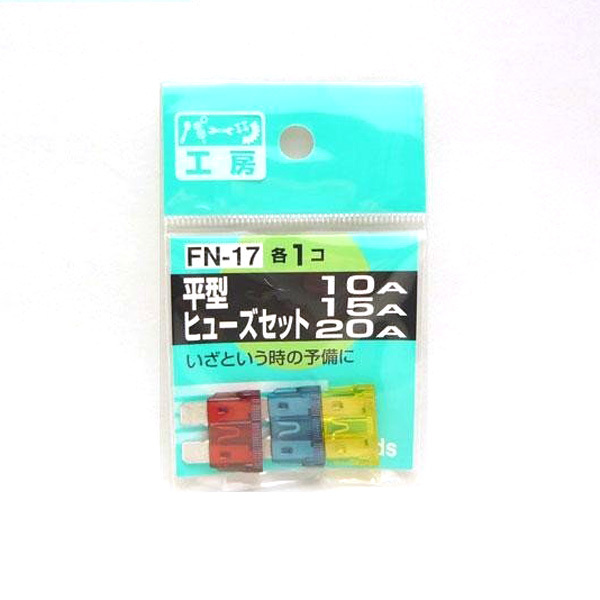 工房
FN-17 各1コ
平型 10A
15A
ヒューズセット 20A
いざという時の予備に
ds